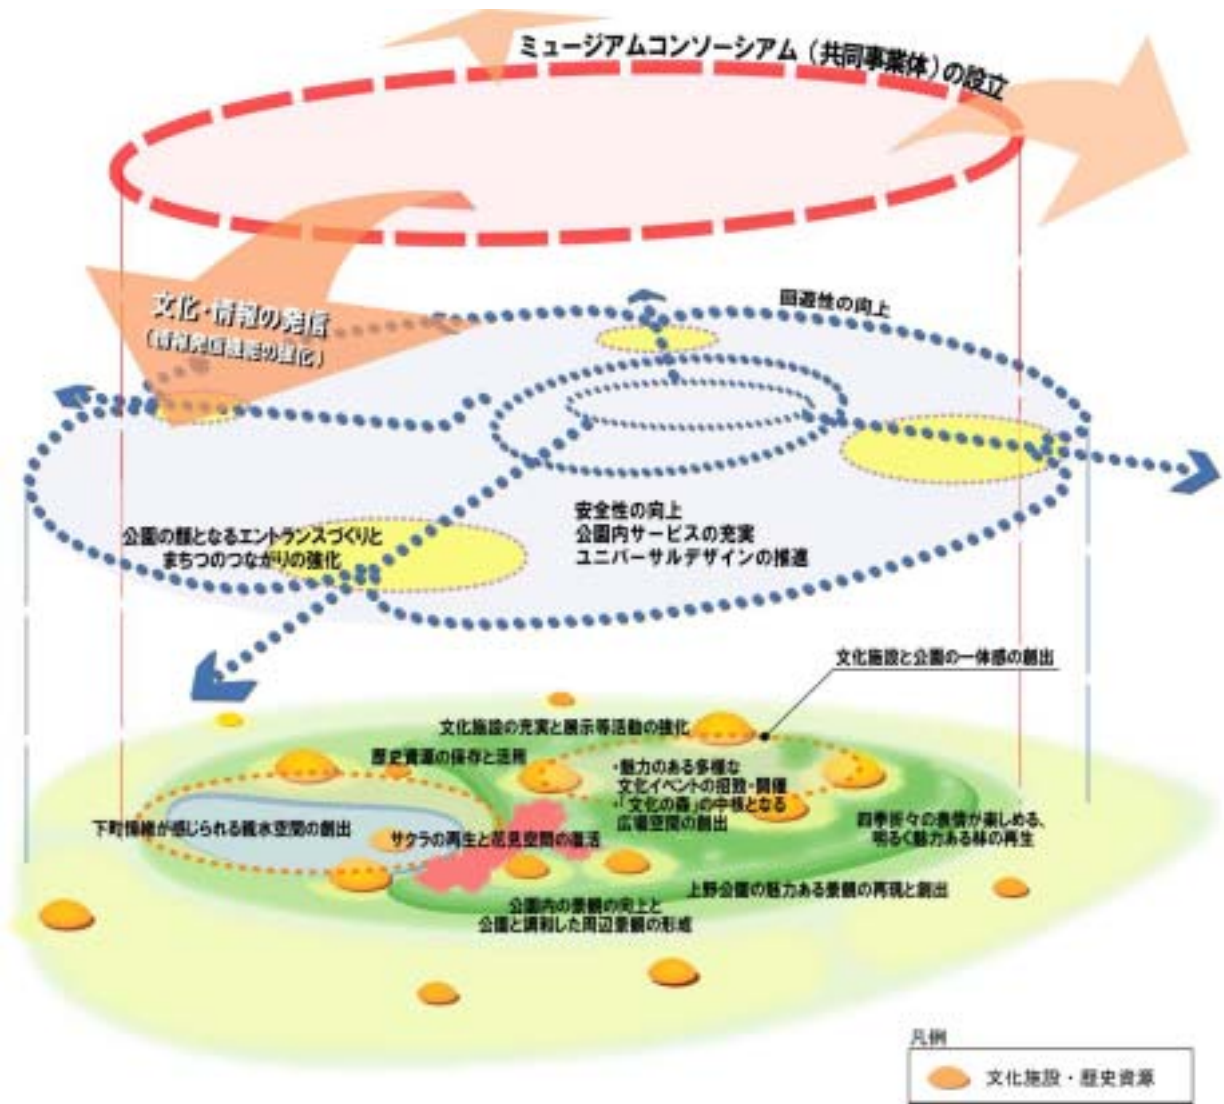 ミュージアムコンソーシアム（共同事業体）の設立
文化・情報の発信
（情報発信機能の強化）
回遊性の向上
公園の顔となるエントランスづくりと
まちつのつながりの強化
安全性の向上
公園内サービスの充実
ユニバーサルデザインの推進
文化施設と公園の一体感の創出
文化施設の充実と展示等活動の強化
歴史資源の保存と活用
・魅力のある多様な
文化イベントの招致・開催
・「文化の森」の中核となる
広場空間の創出
下町情緒が感じられる親水空間の創出
サクラの再生と花見空間の復活
四季折々の表情が楽しめる、
明るく魅力ある林の再生
上野公園の魅力ある景観の再現と創出
公園内の景観の向上と
公園と調和した周辺景観の形成
凡例
文化施設・歴史資源